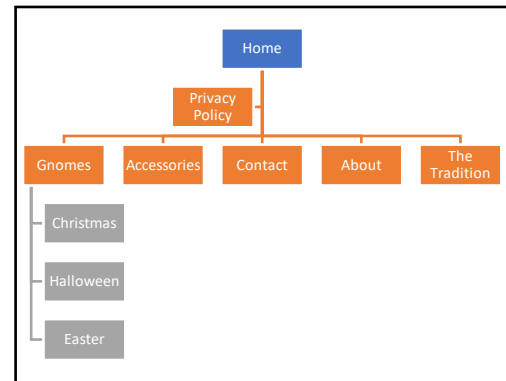 Home
Privacy
Policy
Gnomes
Accessories
Contact
About
The
Tradition
Christmas
Halloween
Easter